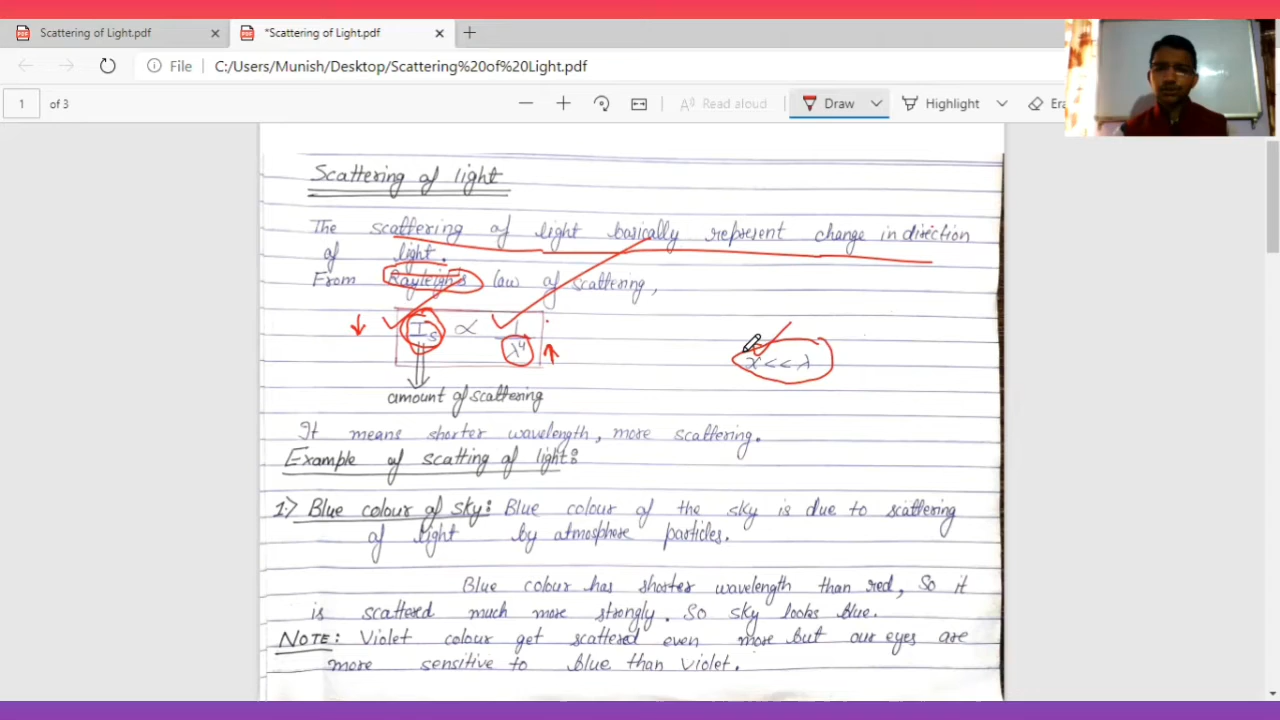 Scattering of Light.pdf
*Scattering of Light.pdf
File C:/Users/Munish/Desktop/Scattering%20of%20Light.pdf
1 of 3
Read aloud
Draw
Highlight
Era
Scattering of light
The scattering of light basically represent change in direction
of light.
From Rayleigh's law of scattering,
Is ∝ 1/λ⁴
x<<λ
amount of scattering
It means shorter wavelength, more scattering.
Example of scatting of light:
1> Blue colour of sky: Blue colour of the sky is due to scattering
of light by atmosphere particles.
Blue colour has shorter wavelength than red, So it
is scattered much more strongly. So sky looks blue.
NOTE: Violet colour get scattered even more but our eyes are
more sensitive to blue than violet.